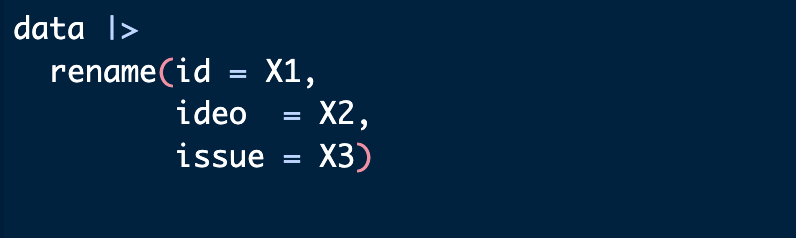 data |>
  rename(id = X1,
         ideo  = X2,
         issue = X3)